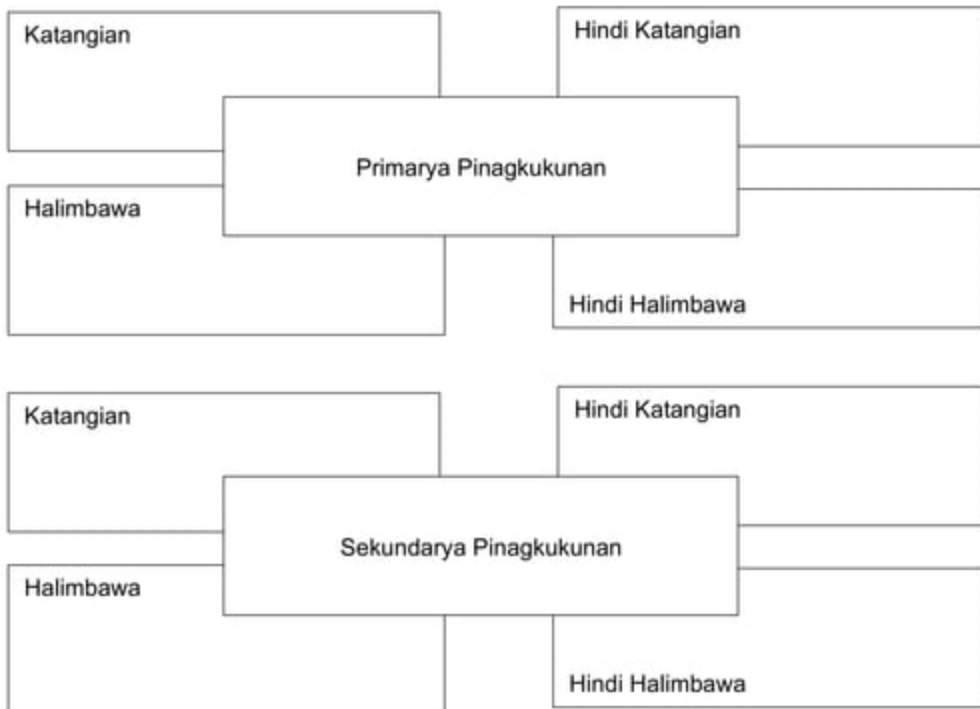 Katangian
Hindi Katangian
Primarya Pinagkukunan
Halimbawa
Hindi Halimbawa
Katangian
Hindi Katangian
Sekundarya Pinagkukunan
Halimbawa
Hindi Halimbawa